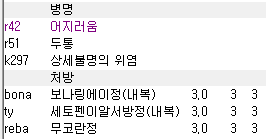 병명
r42 어지러움
r51 두통
k297 상세불명의 위염
처방
bona 보나링에이정(내복) 3.0 3 3
ty 세토펜이알서방정(내복) 3.0 3 3
reba 무코란정 3.0 3 3